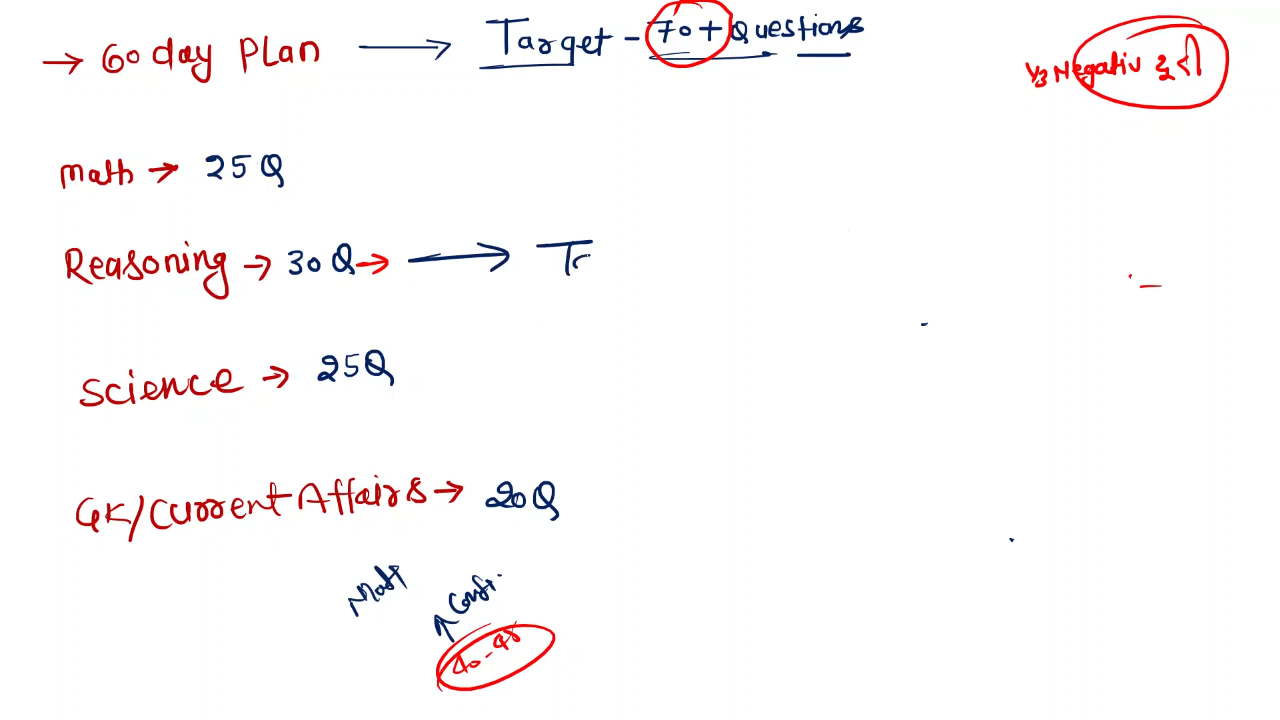 → 60 day Plan → Target - 70+ Questions
1/3 Negativ
math → 25Q
Reasoning → 30Q → → Tr
Science → 25Q
GK/Current Affairs → 20Q
Math
40-45